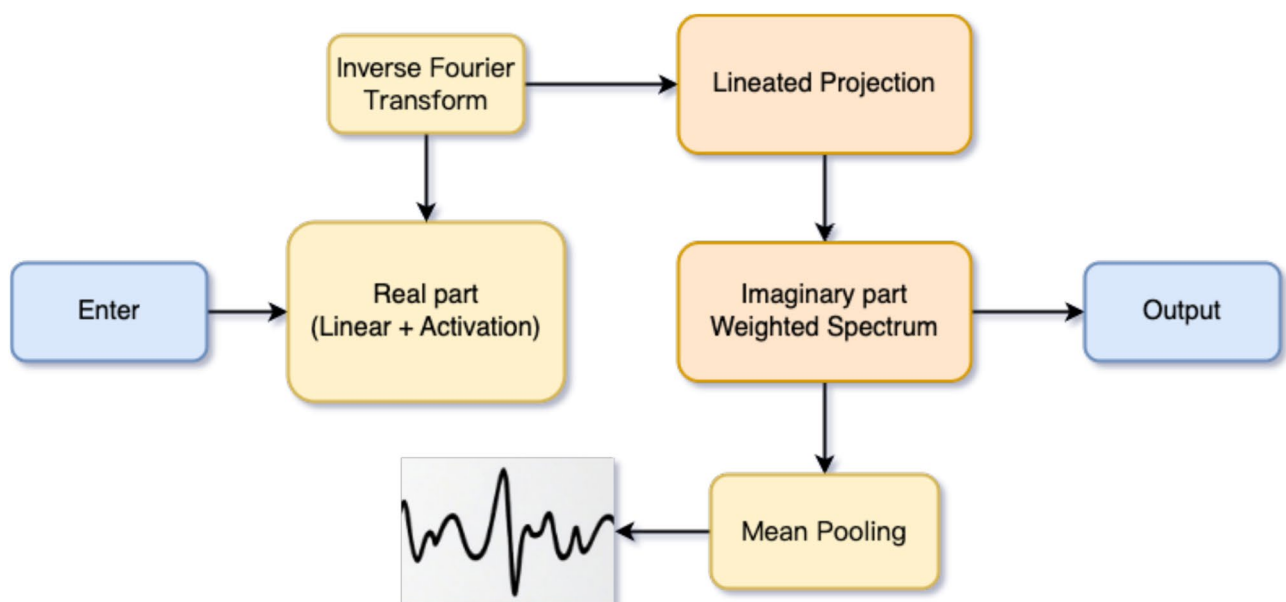 Inverse Fourier
Transform
Lineated Projection
Enter
Real part
(Linear + Activation)
Imaginary part
Weighted Spectrum
Output
Mean Pooling